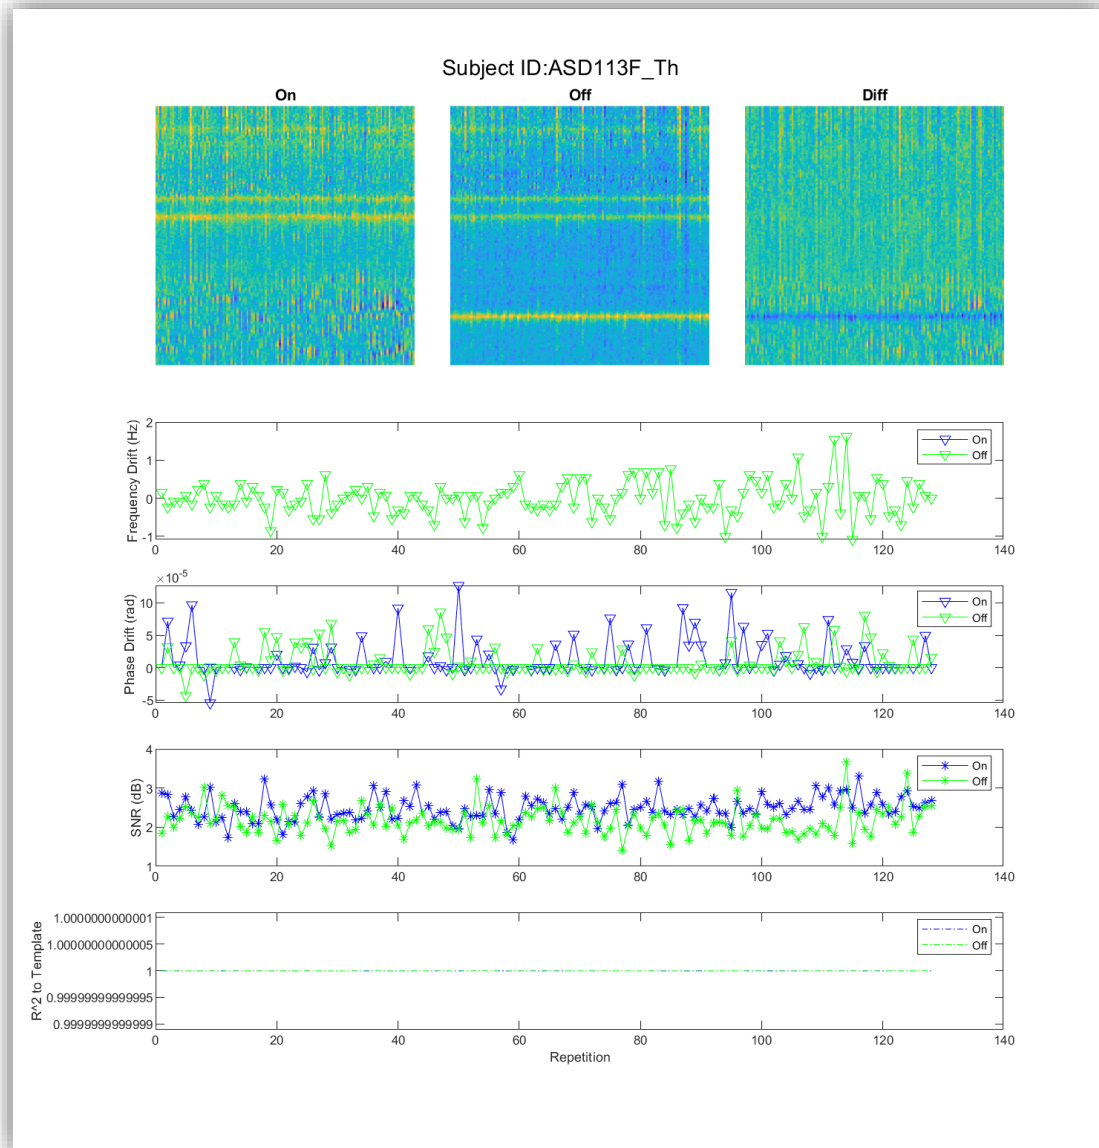 Subject ID:ASD113F_Th
On Off Diff
Frequency Drift (Hz)
2
1
0
-1
0 20 40 60 80 100 120 140
On
Off
Phase Drift (rad)
×10^-5
10
5
0
-5
0 20 40 60 80 100 120 140
On
Off
SNR (dB)
4
3
2
1
0 20 40 60 80 100 120 140
On
Off
R^2 to Template
1.0000000000001
1.00000000000005
1
0.99999999999995
0.9999999999999
0 20 40 60 80 100 120 140
On
Off
Repetition